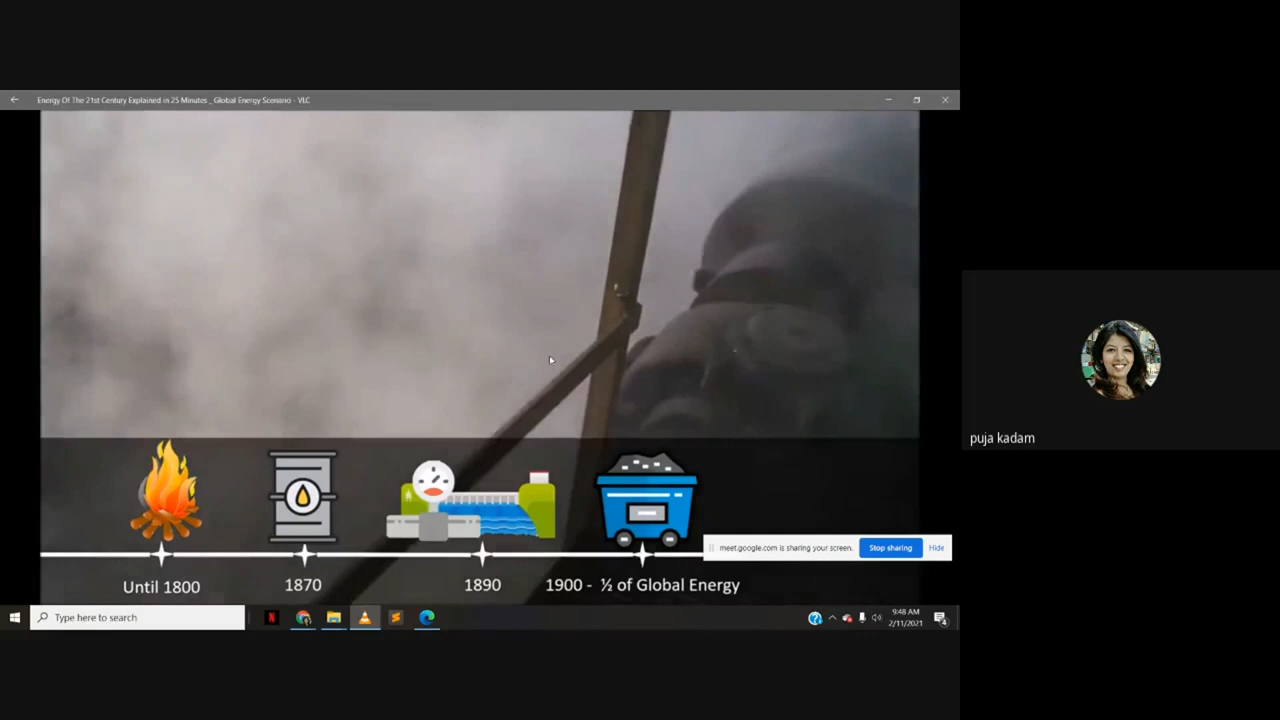 Energy Of The 21st Century Explained in 25 Minutes _ Global Energy Scenario - VLC
puja kadam
meet.google.com is sharing your screen.
Stop sharing
Hide
Until 1800
1870
1890
1900 - ½ of Global Energy
Type here to search
9:48 AM
2/11/2021
4